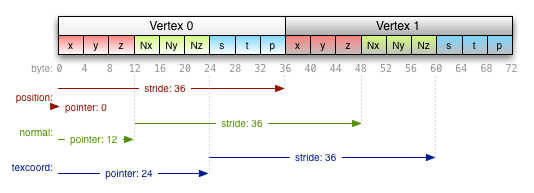 Vertex 0 Vertex 1
x y z Nx Ny Nz s t p x y z Nx Ny Nz s t p
byte: 0 4 8 12 16 20 24 28 32 36 40 44 48 52 56 60 64 68 72
stride: 36
position:
pointer: 0
stride: 36
normal:
pointer: 12
stride: 36
texcoord:
pointer: 24